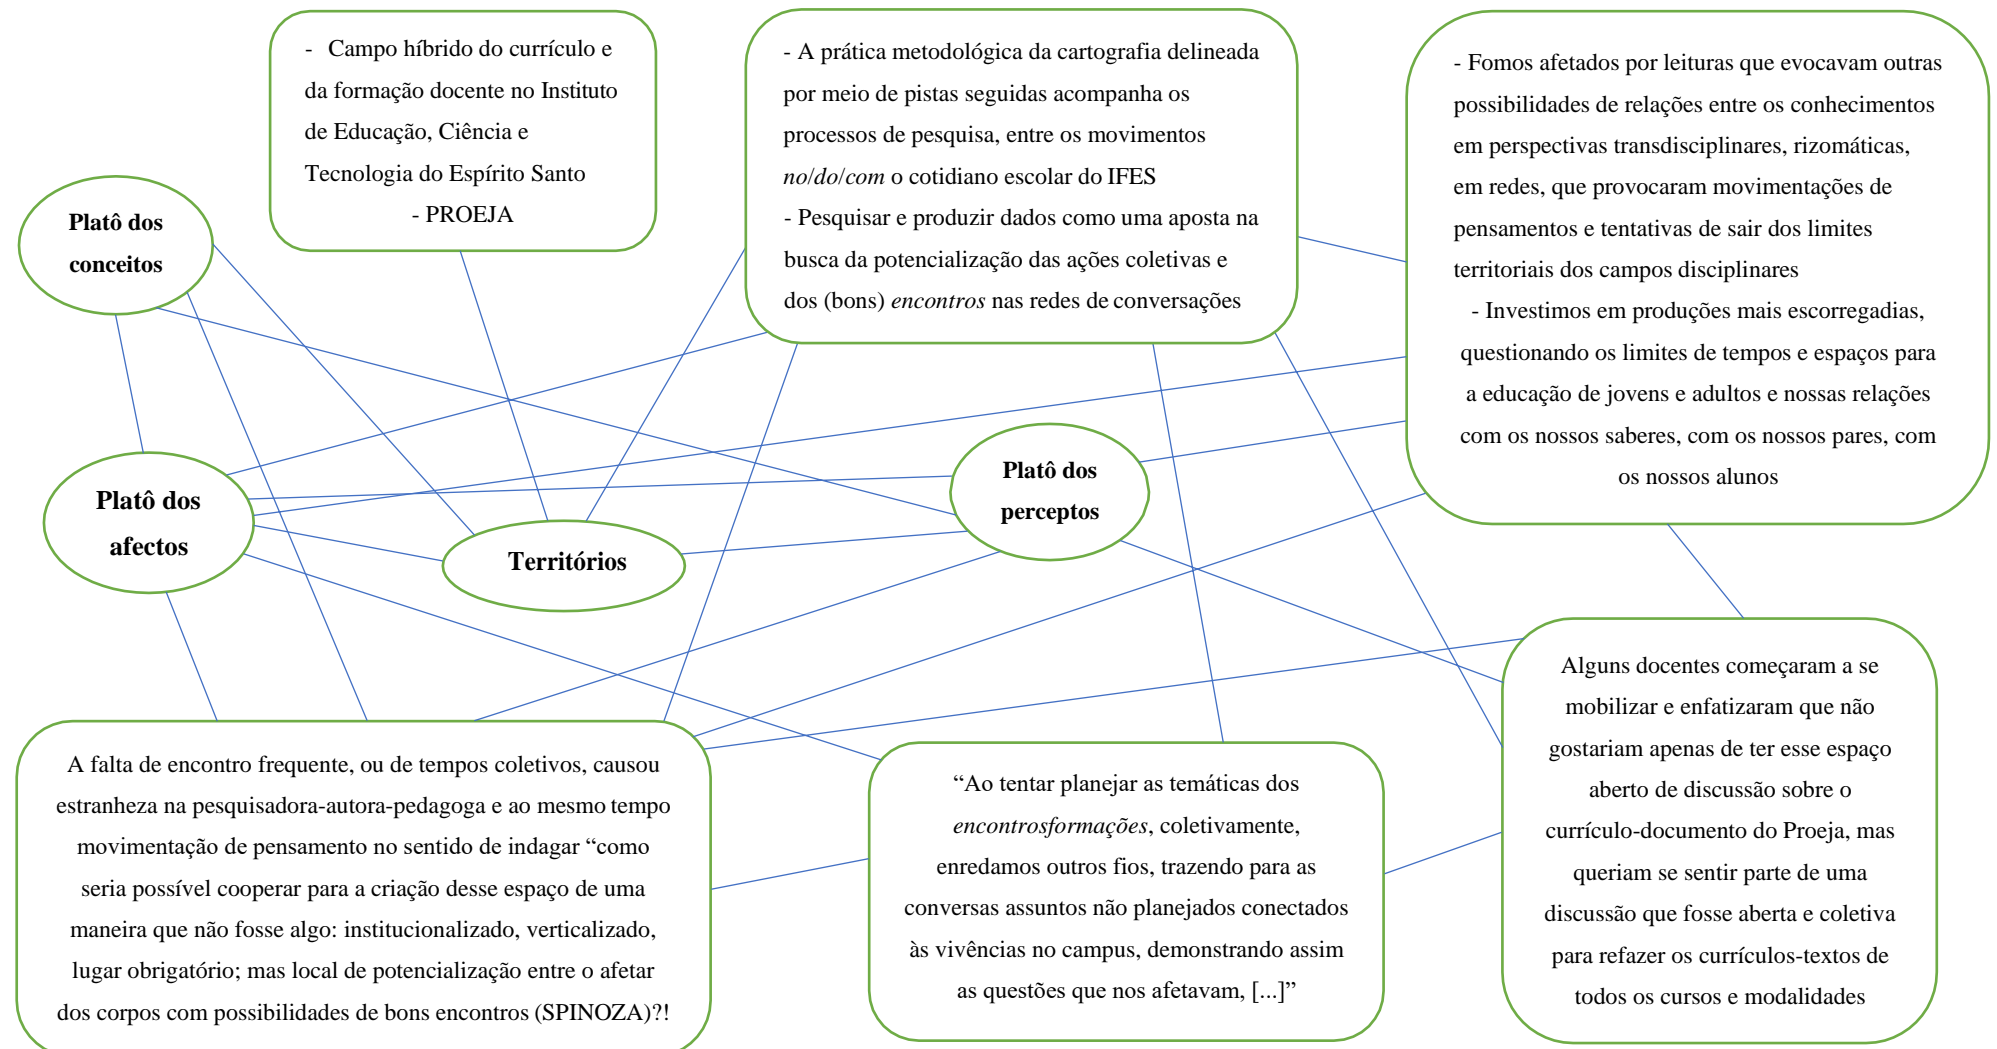 - Campo híbrido do currículo e
da formação docente no Instituto
de Educação, Ciência e
Tecnologia do Espírito Santo
- PROEJA
- A prática metodológica da cartografia delineada
por meio de pistas seguidas acompanha os
processos de pesquisa, entre os movimentos
no/do/com o cotidiano escolar do IFES
- Pesquisar e produzir dados como uma aposta na
busca da potencialização das ações coletivas e
dos (bons) encontros nas redes de conversações
- Fomos afetados por leituras que evocavam outras
possibilidades de relações entre os conhecimentos
em perspectivas transdisciplinares, rizomáticas,
em redes, que provocaram movimentações de
pensamentos e tentativas de sair dos limites
territoriais dos campos disciplinares
- Investimos em produções mais escorregadias,
questionando os limites de tempos e espaços para
a educação de jovens e adultos e nossas relações
com os nossos saberes, com os nossos pares, com
os nossos alunos
Platô dos
conceitos
Platô dos
afectos
Territórios
Platô dos
perceptos
A falta de encontro frequente, ou de tempos coletivos, causou
estranheza na pesquisadora-autora-pedagoga e ao mesmo tempo
movimentação de pensamento no sentido de indagar “como
seria possível cooperar para a criação desse espaço de uma
maneira que não fosse algo: institucionalizado, verticalizado,
lugar obrigatório; mas local de potencialização entre o afetar
dos corpos com possibilidades de bons encontros (SPINOZA)?!
“Ao tentar planejar as temáticas dos
encontrosformações, coletivamente,
enredamos outros fios, trazendo para as
conversas assuntos não planejados conectados
às vivências no campus, demonstrando assim
as questões que nos afetavam, [...]”
Alguns docentes começaram a se
mobilizar e enfatizaram que não
gostariam apenas de ter esse espaço
aberto de discussão sobre o
currículo-documento do Proeja, mas
queriam se sentir parte de uma
discussão que fosse aberta e coletiva
para refazer os currículos-textos de
todos os cursos e modalidades